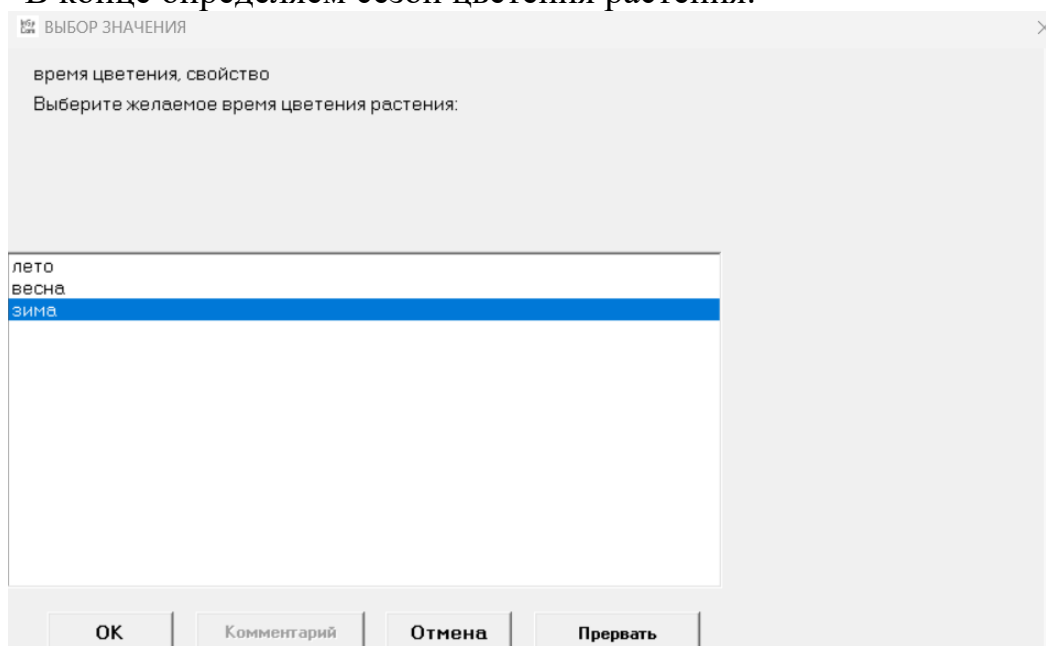 В конце определяем сезон цветения растения.
ВЫБОР ЗНАЧЕНИЯ
время цветения, свойство
Выберите желаемое время цветения растения:
лето
весна
зима
OK Комментарий Отмена Прервать